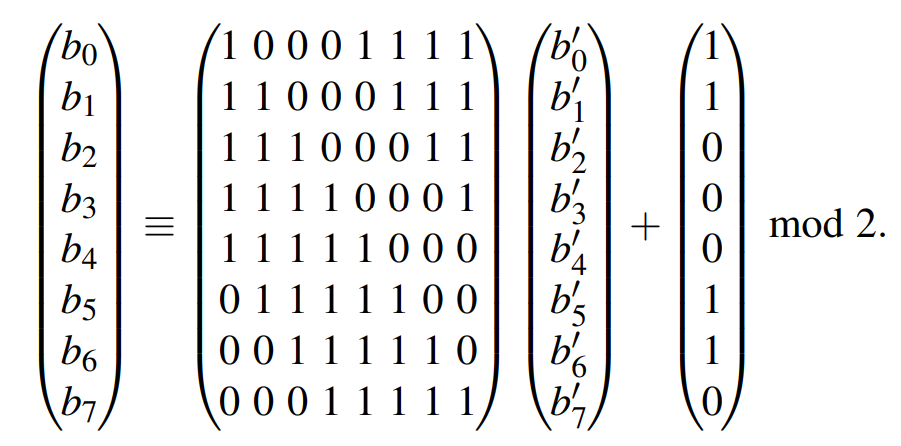 b₀ 1 0 0 0 1 1 1 1 b′₀ 1
b₁ 1 1 0 0 0 1 1 1 b′₁ 1
b₂ 1 1 1 0 0 0 1 1 b′₂ 0
b₃ 1 1 1 1 0 0 0 1 b′₃ 0
b₄ ≡ 1 1 1 1 1 0 0 0 b′₄ + 0 mod 2.
b₅ 0 1 1 1 1 1 0 0 b′₅ 1
b₆ 0 0 1 1 1 1 1 0 b′₆ 1
b₇ 0 0 0 1 1 1 1 1 b′₇ 0